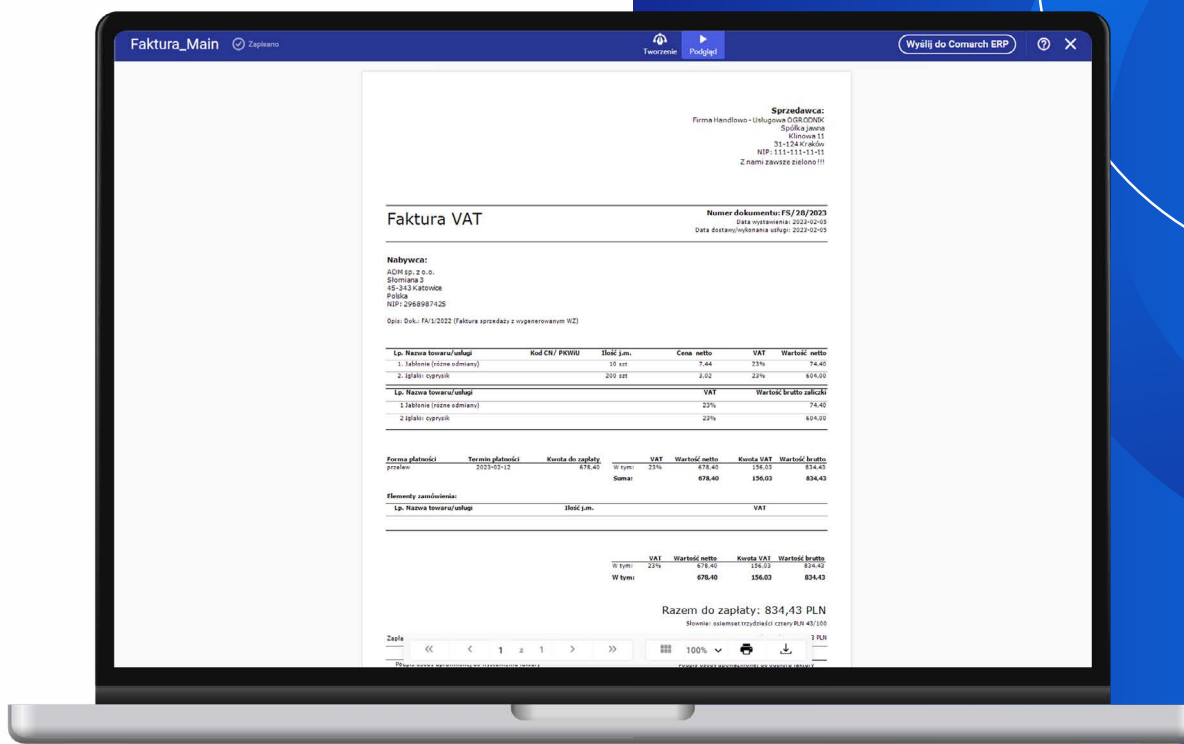 Faktura_Main Zapisano Tworzenie Podgląd Wyślij do Comarch ERP
Sprzedawca:
Firma Handlowo - Usługowa OGRODNIK
Spółka jawna
Klinowa 11
31-124 Kraków
NIP: 111-111-11-11
Z nami zawsze zielono!!!
Faktura VAT
Numer dokumentu: FS/28/2023
Data wystawienia: 2023-02-05
Data dostawy/wykonania usługi: 2023-02-05
Nabywca:
ADM sp. z o.o.
Słomiana 3
45-343 Katowice
Polska
NIP: 2968987425
Opis: Dok.: FA/1/2022 (Faktura sprzedaży z wygenerowanym WZ)
Lp. Nazwa towaru/usługi Kod CN/ PKWiU Ilość j.m. Cena netto VAT Wartość netto
1. Jabłonie (różne odmiany) 10 szt 7,44 23% 74,40
2. Iglaki: cyprysik 200 szt 3,02 23% 604,00
Lp. Nazwa towaru/usługi VAT Wartość brutto zaliczki
1 Jabłonie (różne odmiany) 23% 74,40
2 Iglaki: cyprysik 23% 604,00
Forma płatności Termin płatności Kwota do zapłaty VAT Wartość netto Kwota VAT Wartość brutto
przelew 2023-02-12 678,40 W tym: 23% 678,40 156,03 834,43
Suma: 678,40 156,03 834,43
Elementy zamówienia:
Lp. Nazwa towaru/usługi Ilość j.m. VAT
VAT Wartość netto Kwota VAT Wartość brutto
W tym: 23% 678,40 156,03 834,43
W tym: 678,40 156,03 834,43
Razem do zapłaty: 834,43 PLN
Słownie: osiemset trzydzieści cztery PLN 43/100
Zapła 3 PLN
1 z 1 100%